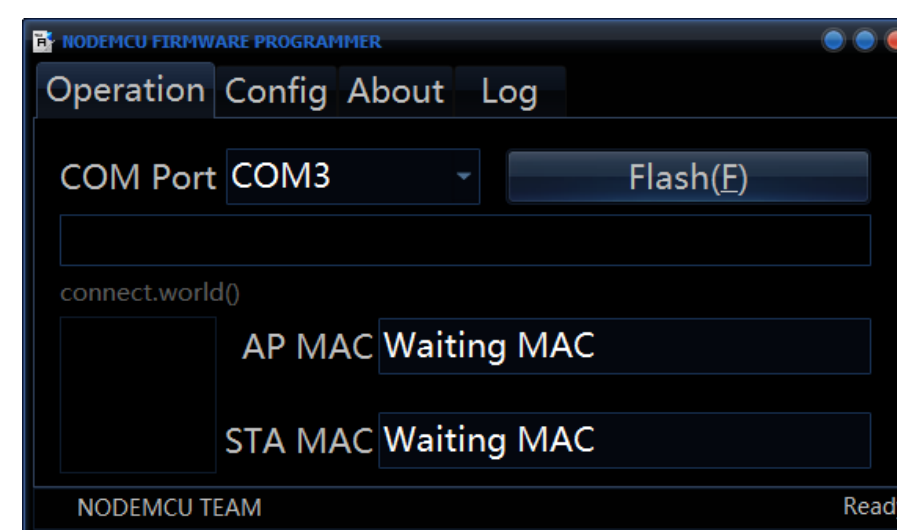 NODEMCU FIRMWARE PROGRAMMER
Operation Config About Log
COM Port COM3 Flash(F)
connect.world()
AP MAC Waiting MAC
STA MAC Waiting MAC
NODEMCU TEAM